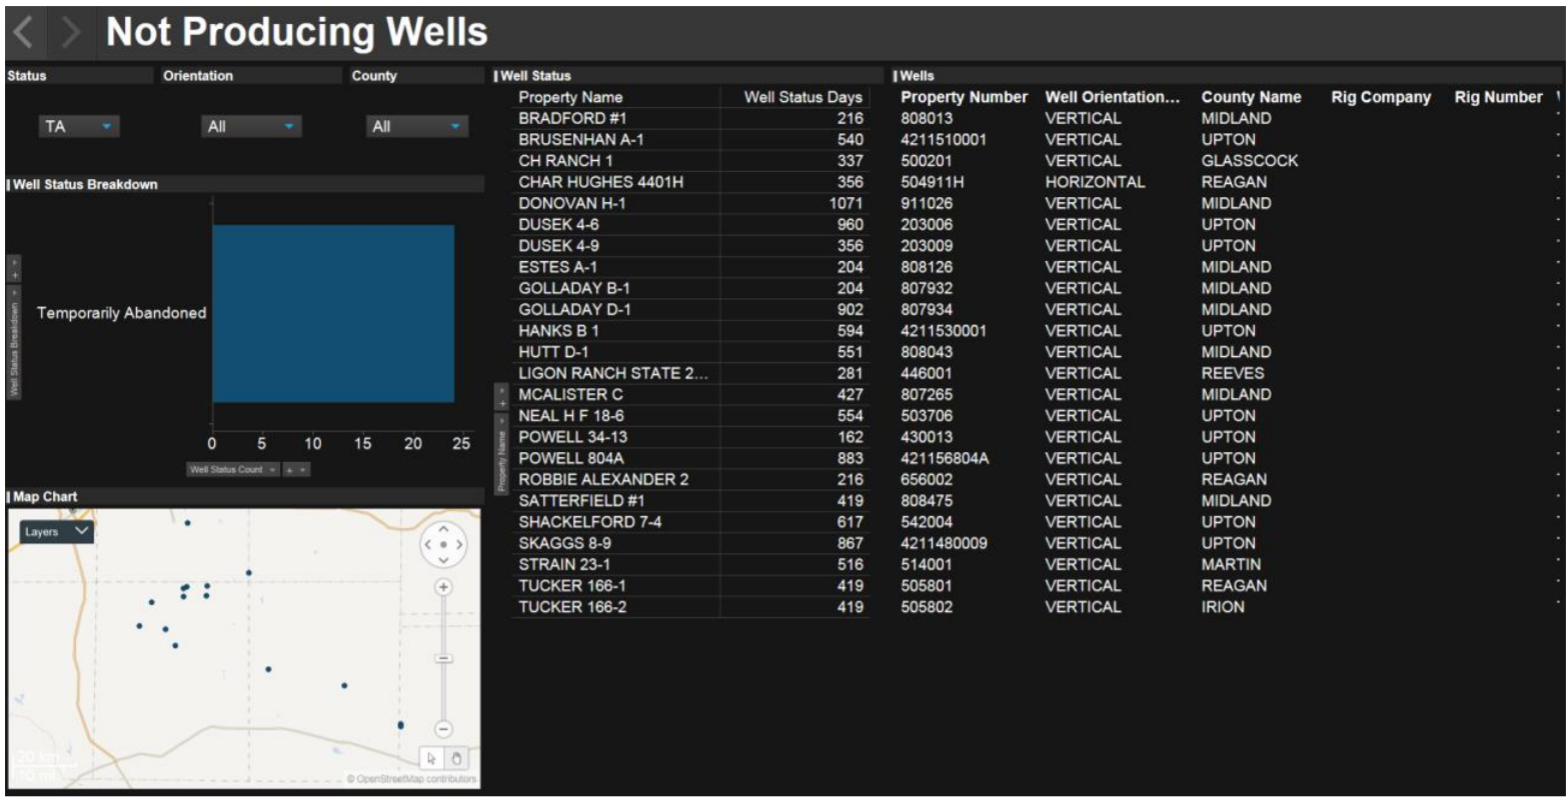 Not Producing Wells
Status Orientation County
TA All All
Well Status Breakdown
Temporarily Abandoned
Well Status Breakdown
0 5 10 15 20 25
Well Status Count
Map Chart
Layers
20 km
10 mi
© OpenStreetMap contributors
Well Status
Property Name Well Status Days
BRADFORD #1 216
BRUSENHAN A-1 540
CH RANCH 1 337
CHAR HUGHES 4401H 356
DONOVAN H-1 1071
DUSEK 4-6 960
DUSEK 4-9 356
ESTES A-1 204
GOLLADAY B-1 204
GOLLADAY D-1 902
HANKS B 1 594
HUTT D-1 551
LIGON RANCH STATE 2... 281
MCALISTER C 427
NEAL H F 18-6 554
POWELL 34-13 162
POWELL 804A 883
ROBBIE ALEXANDER 2 216
SATTERFIELD #1 419
SHACKELFORD 7-4 617
SKAGGS 8-9 867
STRAIN 23-1 516
TUCKER 166-1 419
TUCKER 166-2 419
Property Name
Wells
Property Number Well Orientation... County Name Rig Company Rig Number
808013 VERTICAL MIDLAND
4211510001 VERTICAL UPTON
500201 VERTICAL GLASSCOCK
504911H HORIZONTAL REAGAN
911026 VERTICAL MIDLAND
203006 VERTICAL UPTON
203009 VERTICAL UPTON
808126 VERTICAL MIDLAND
807932 VERTICAL MIDLAND
807934 VERTICAL MIDLAND
4211530001 VERTICAL UPTON
808043 VERTICAL MIDLAND
446001 VERTICAL REEVES
807265 VERTICAL MIDLAND
503706 VERTICAL UPTON
430013 VERTICAL UPTON
421156804A VERTICAL UPTON
656002 VERTICAL REAGAN
808475 VERTICAL MIDLAND
542004 VERTICAL UPTON
4211480009 VERTICAL UPTON
514001 VERTICAL MARTIN
505801 VERTICAL REAGAN
505802 VERTICAL IRION